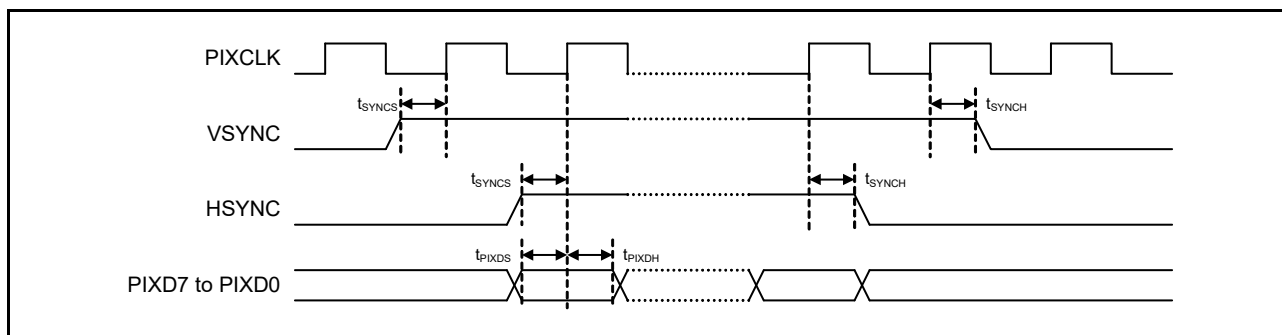 PIXCLK
tSYNCS
tSYNCH
VSYNC
tSYNCS
tSYNCH
HSYNC
tPIXDS
tPIXDH
PIXD7 to PIXD0